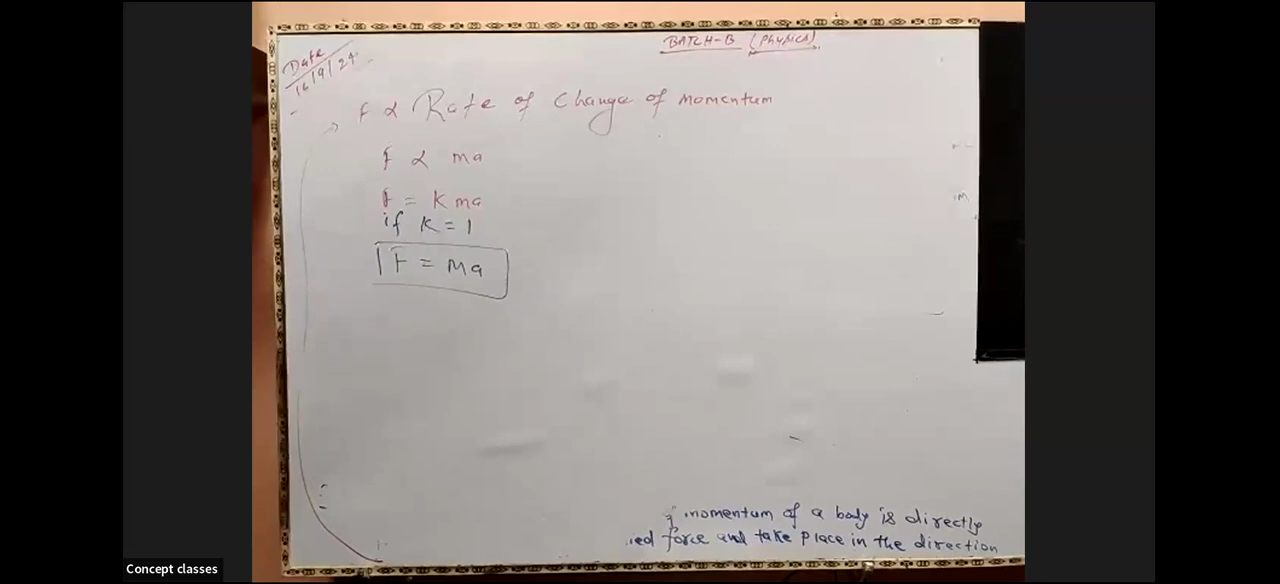 BATCH-B (PHYSICS)
Date
16/9/24
F ∝ Rate of Change of Momentum
F ∝ ma
F = K ma
if K = 1
F = Ma
momentum of a body is directly
force and take place in the direction
Concept classes